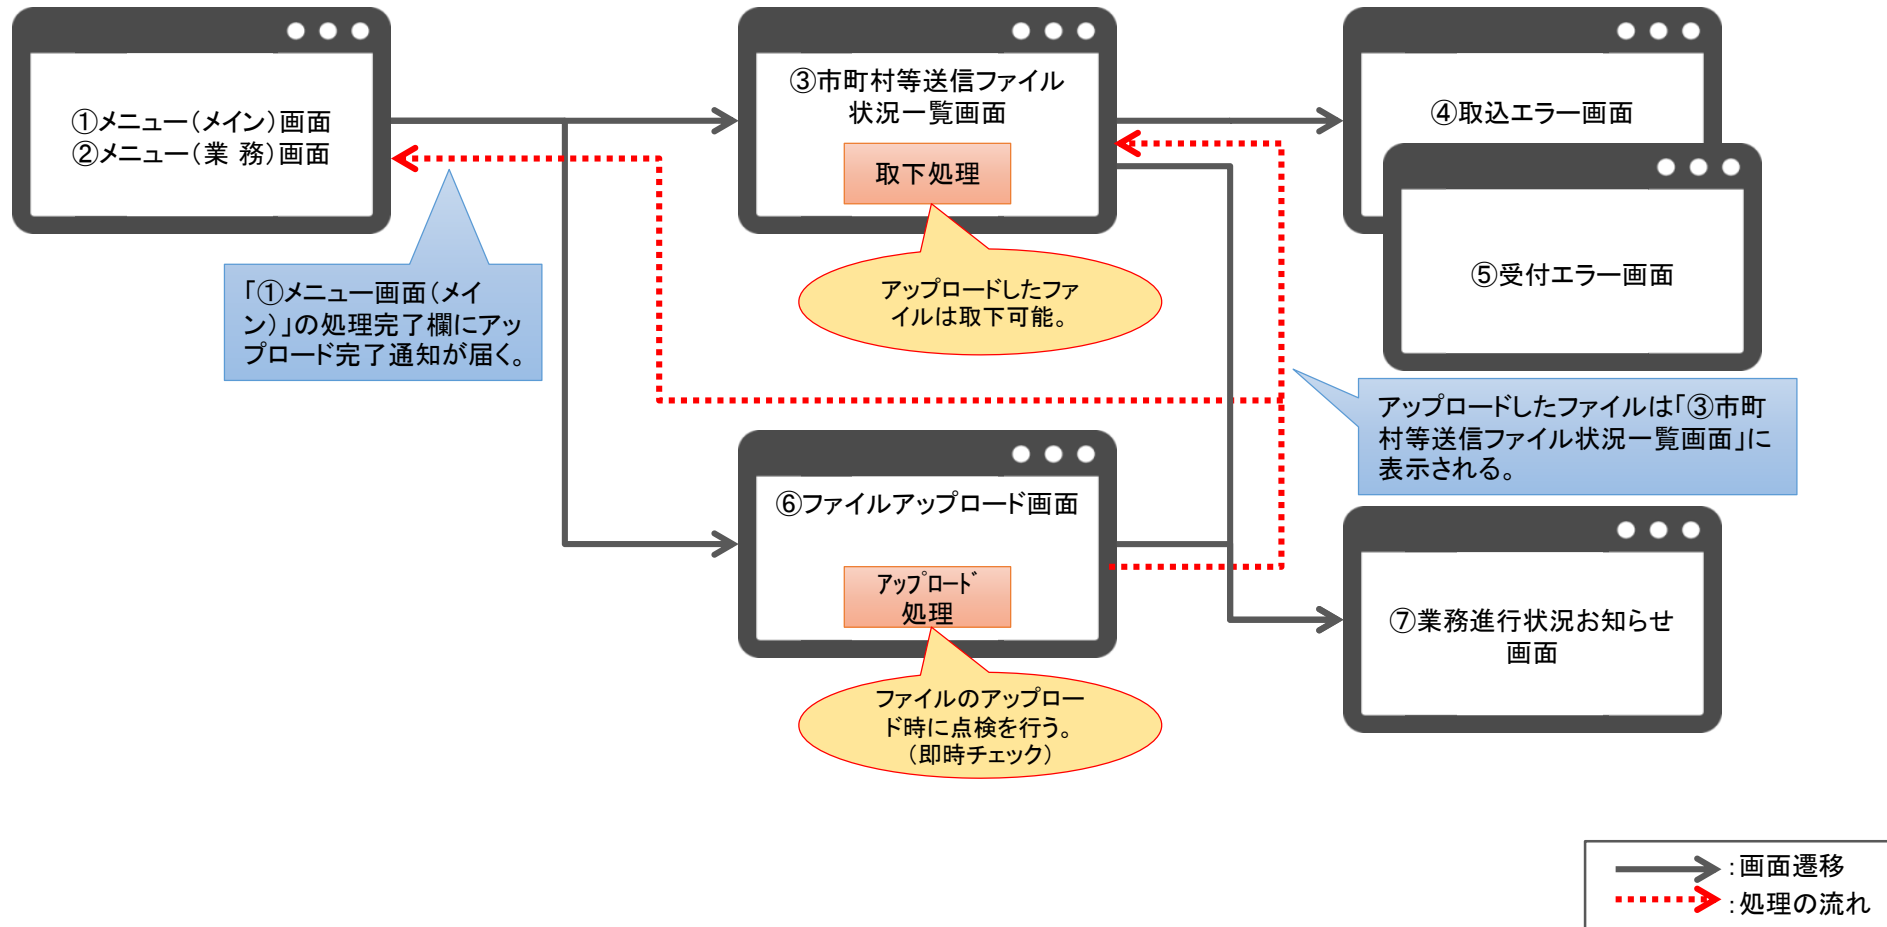 ①メニュー(メイン)画面
②メニュー(業 務)画面
③市町村等送信ファイル
状況一覧画面
取下処理
④取込エラー画面
⑤受付エラー画面
「①メニュー画面(メイ
ン)」の処理完了欄にアッ
プロード完了通知が届く。
アップロードしたファ
イルは取下可能。
アップロードしたファイルは「③市町
村等送信ファイル状況一覧画面」に
表示される。
⑥ファイルアップロード画面
アップロード
処理
ファイルのアップロー
ド時に点検を行う。
(即時チェック)
⑦業務進行状況お知らせ
画面
:画面遷移
:処理の流れ